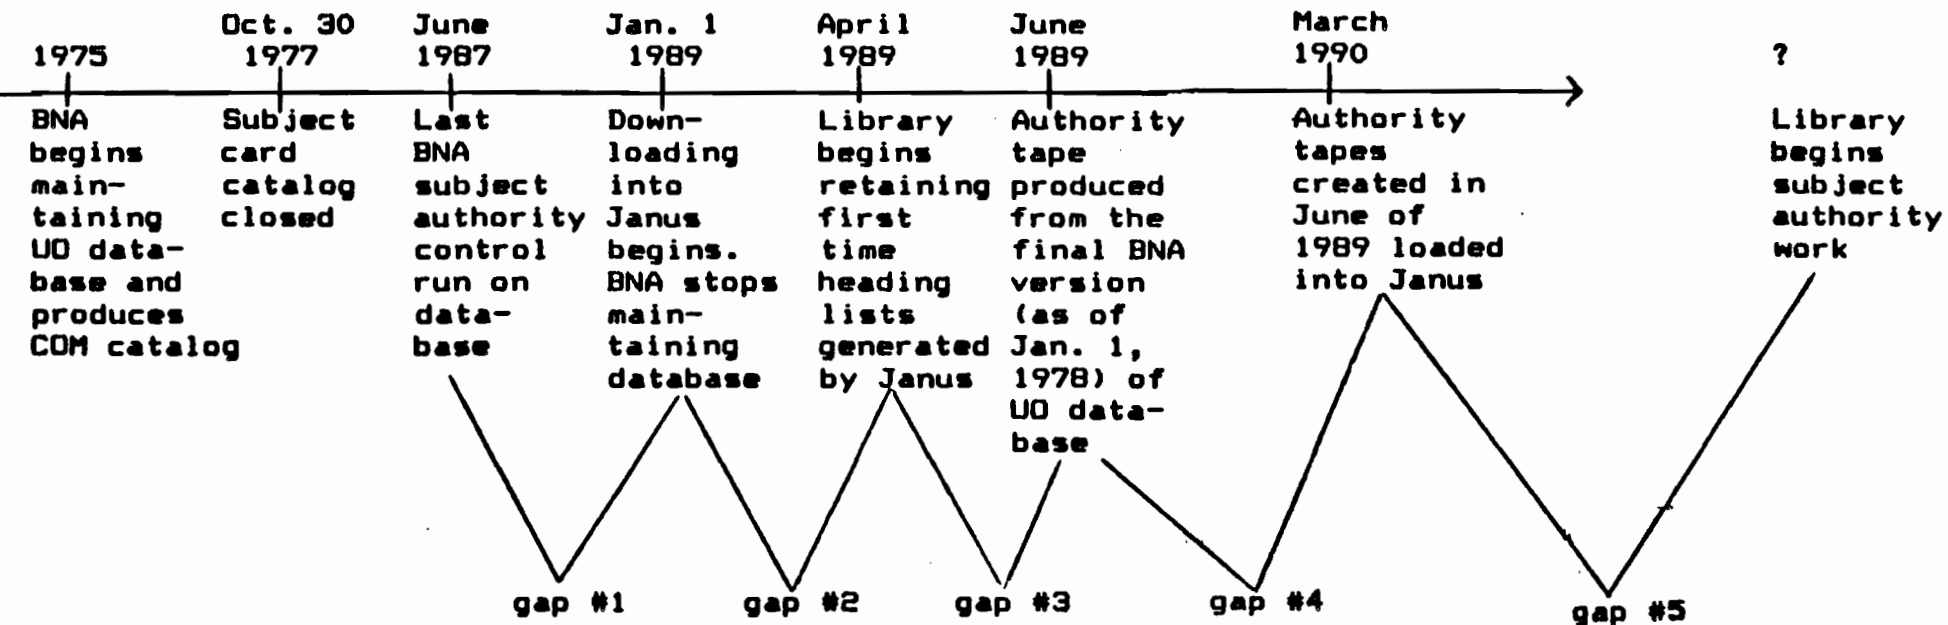 1975
BNA
begins
main-
taining
UO data-
base and
produces
COM catalog
Oct. 30
1977
Subject
card
catalog
closed
June
1987
Last
BNA
subject
authority
control
run on
data-
base
Jan. 1
1989
Down-
loading
into
Janus
begins.
BNA stops
main-
taining
database
April
1989
Library
begins
retaining
first
time
heading
lists
generated
by Janus
June
1989
Authority
tape
produced
from the
final BNA
version
(as of
Jan. 1,
1978) of
UO data-
base
March
1990
Authority
tapes
created in
June of
1989 loaded
into Janus
?
Library
begins
subject
authority
work
gap #1
gap #2
gap #3
gap #4
gap #5